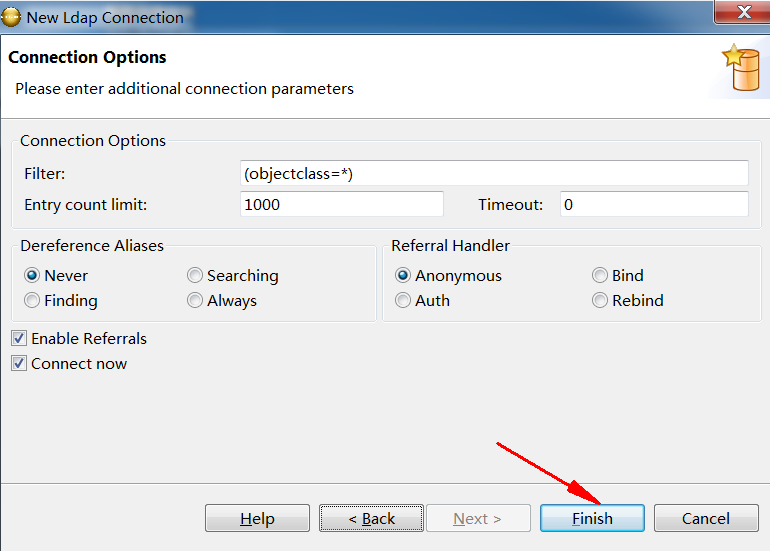 New Ldap Connection
Connection Options
Please enter additional connection parameters
Connection Options
Filter: (objectclass=*)
Entry count limit: 1000 Timeout: 0
Dereference Aliases Referral Handler
Never Searching Anonymous Bind
Finding Always Auth Rebind
Enable Referrals
Connect now
Help < Back Next > Finish Cancel